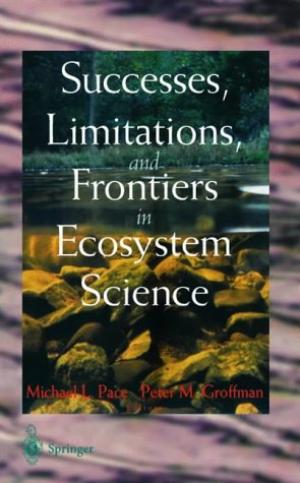 Successes,
Limitations,
and
Frontiers
in
Ecosystem
Science
Michael L. Pace Peter M. Groffman
Springer